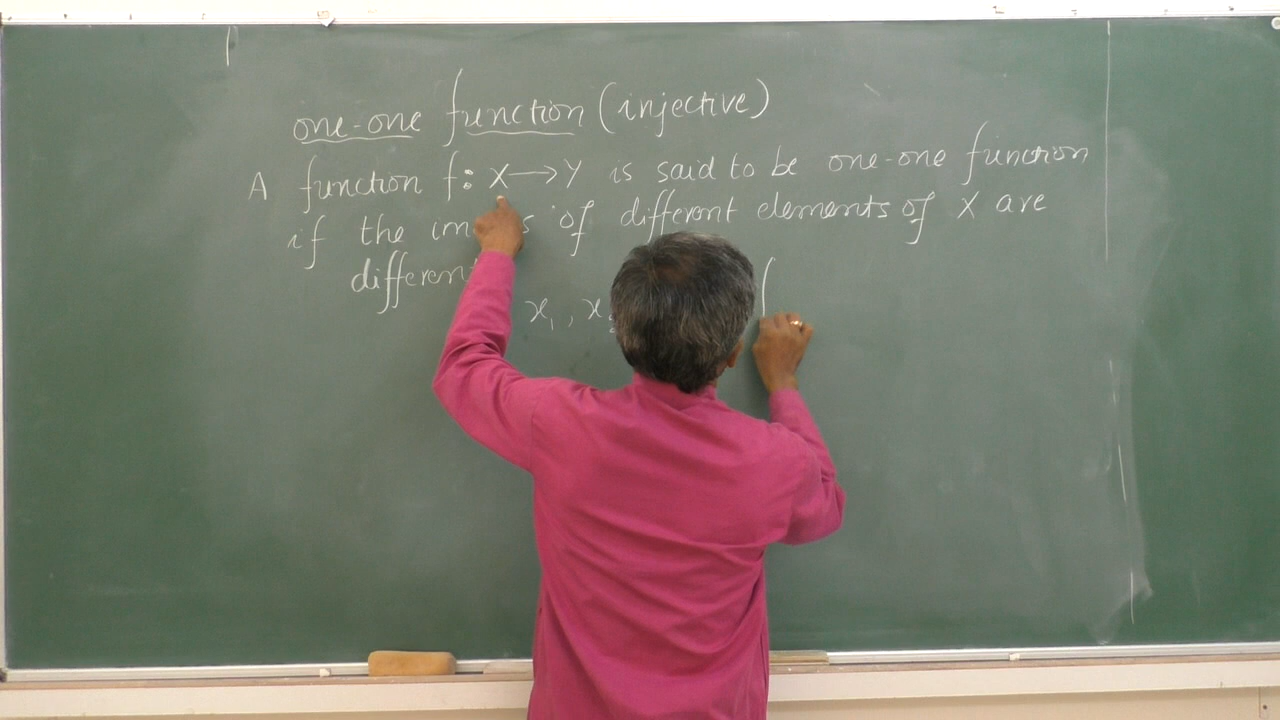 one-one function (injective)
A function f: X → Y is said to be one-one function
if the of different elements of X are
different
x₁, x₂ f